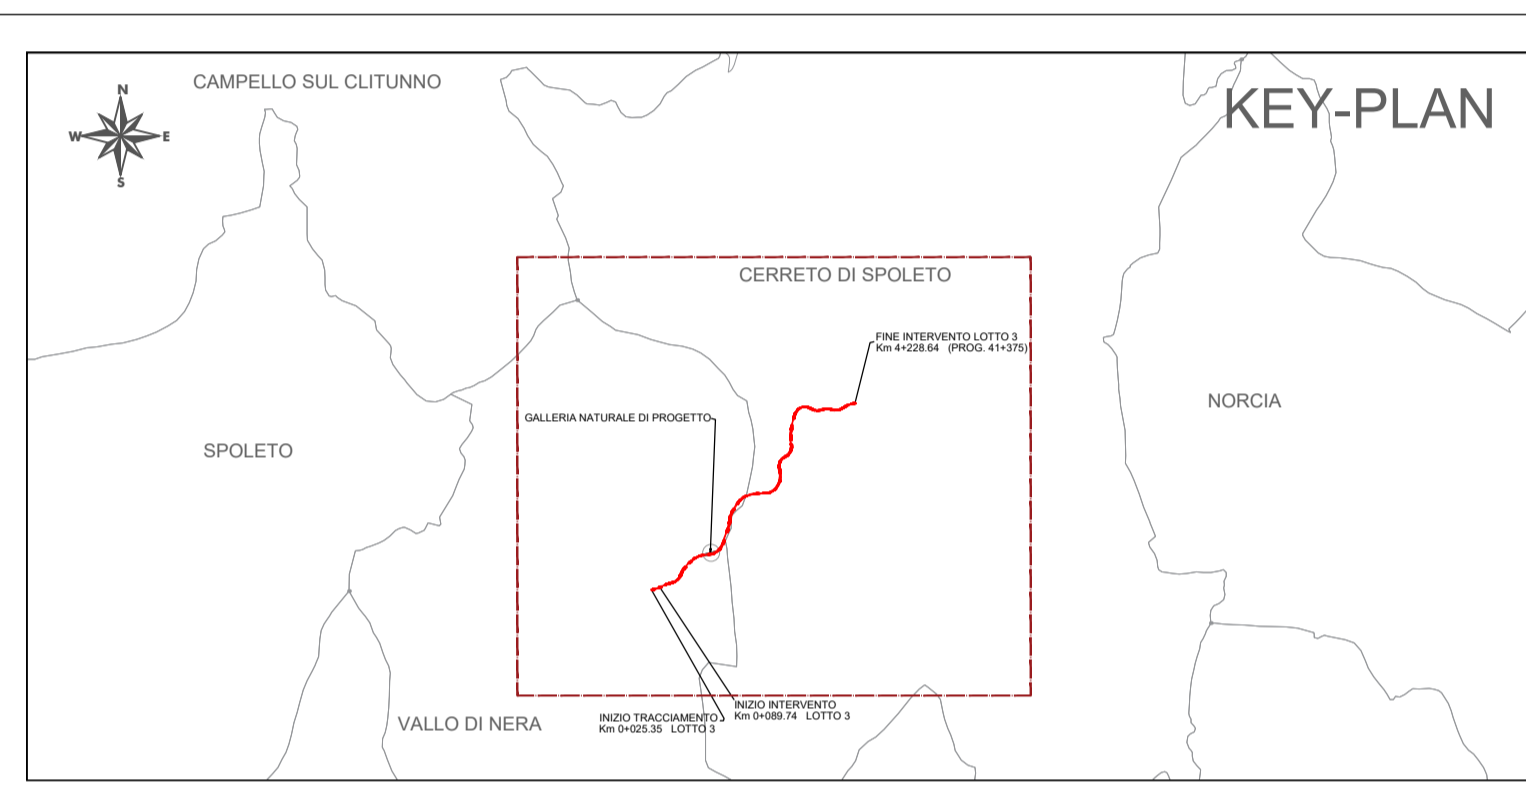 CAMPELLO SUL CLITUNNO
KEY-PLAN
N
W E
S
CERRETO DI SPOLETO
FINE INTERVENTO LOTTO 3
Km 4+228.64 (PROG. 41+375)
GALLERIA NATURALE DI PROGETTO
NORCIA
SPOLETO
VALLO DI NERA
INIZIO TRACCIAMENTO
Km 0+025.35 LOTTO 3
INIZIO INTERVENTO
Km 0+089.74 LOTTO 3